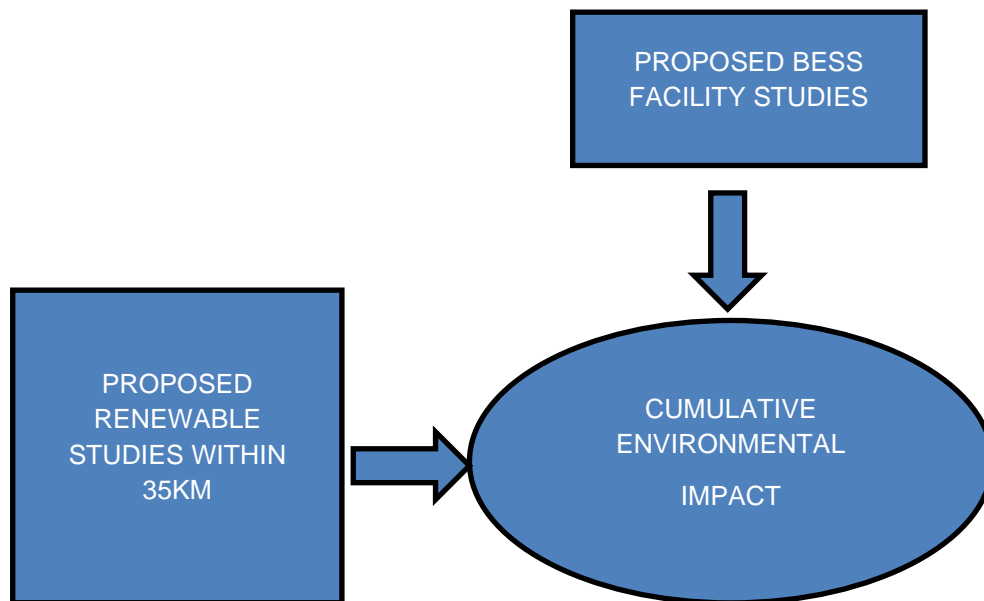 PROPOSED BESS
FACILITY STUDIES
PROPOSED
RENEWABLE
STUDIES WITHIN
35KM
CUMULATIVE
ENVIRONMENTAL
IMPACT